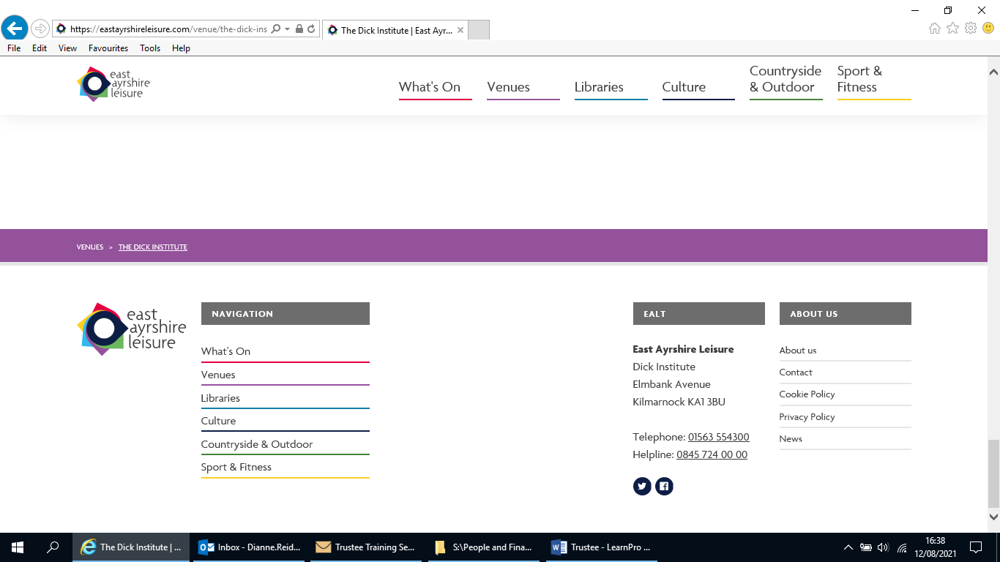 https://eastayrshireleisure.com/venue/the-dick-ins
The Dick Institute | East Ayr...
File Edit View Favourites Tools Help
east
ayrshire
leisure
What's On
Venues
Libraries
Culture
Countryside
& Outdoor
Sport &
Fitness
VENUES > THE DICK INSTITUTE
east
ayrshire
leisure
NAVIGATION
What's On
Venues
Libraries
Culture
Countryside & Outdoor
Sport & Fitness
EALT
East Ayrshire Leisure
Dick Institute
Elmbank Avenue
Kilmarnock KA1 3BU
Telephone: 01563 554300
Helpline: 0845 724 00 00
ABOUT US
About us
Contact
Cookie Policy
Privacy Policy
News
The Dick Institute | ...
Inbox - Dianne.Reid...
Trustee Training Se...
S:\People and Fina...
Trustee - LearnPro ...
16:38
12/08/2021